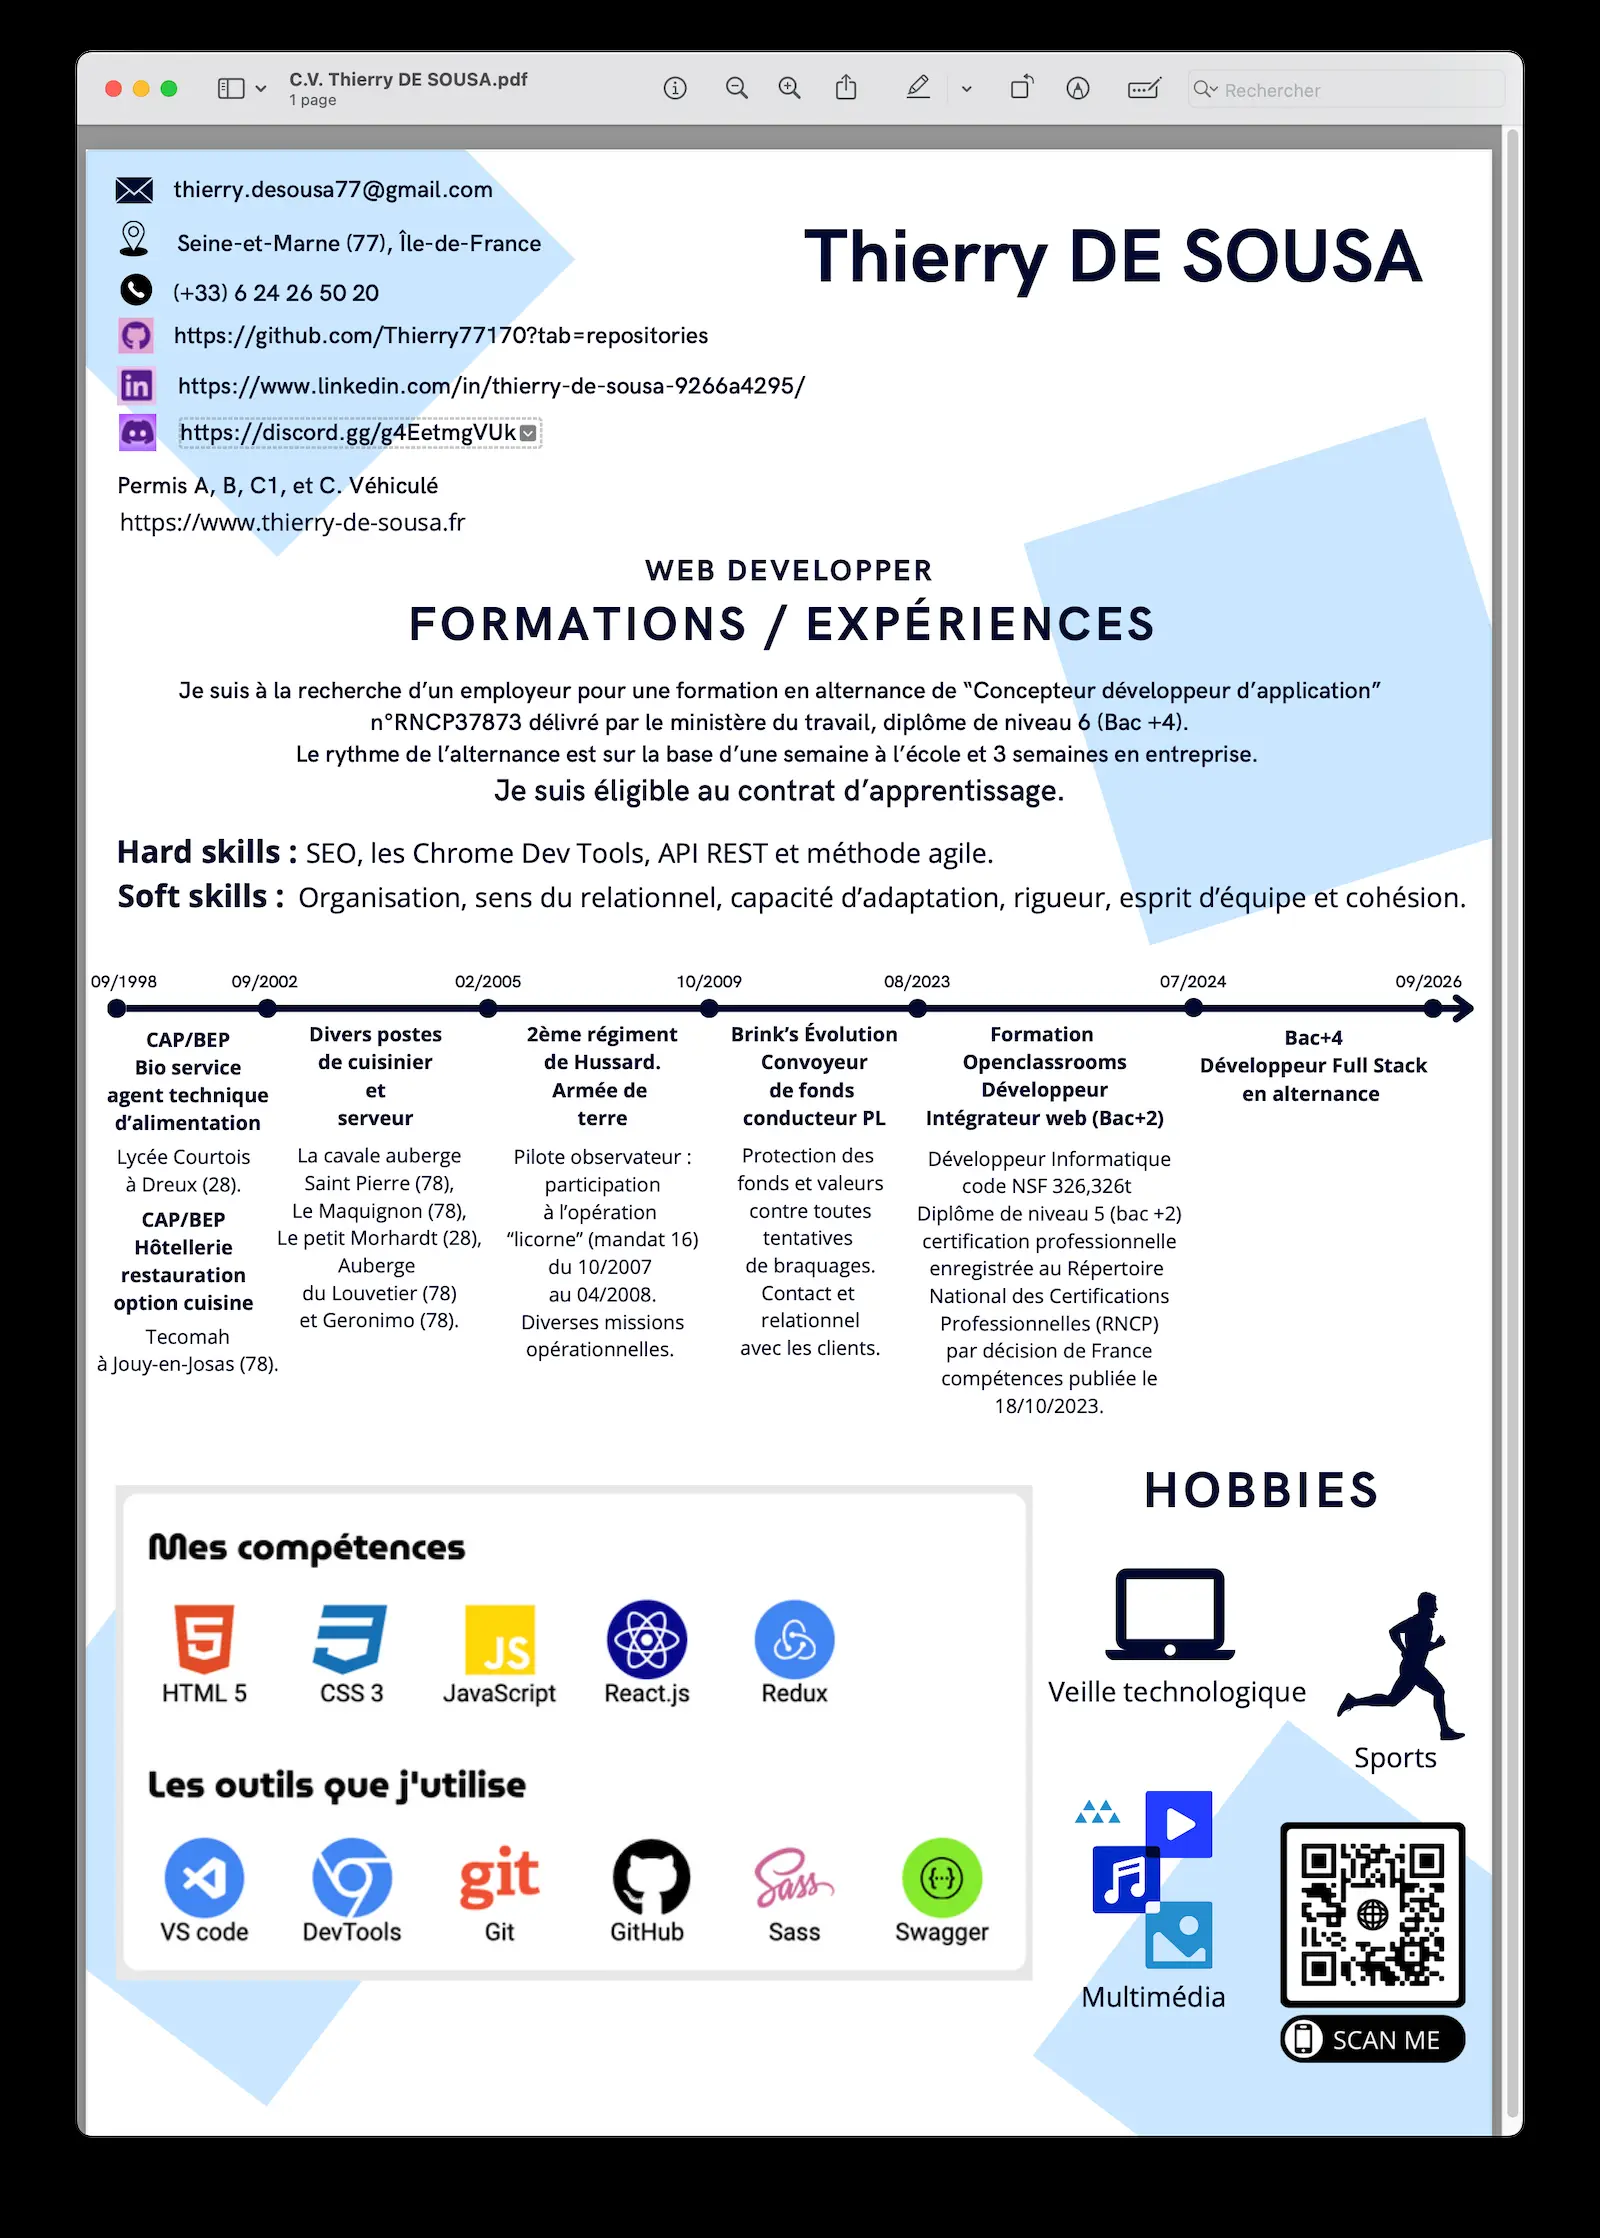 C.V. Thierry DE SOUSA.pdf
1 page
Rechercher
thierry.desousa77@gmail.com
Seine-et-Marne (77), Île-de-France
(+33) 6 24 26 50 20
https://github.com/Thierry77170?tab=repositories
https://www.linkedin.com/in/thierry-de-sousa-9266a4295/
https://discord.gg/g4EetmgVUk
Permis A, B, C1, et C. Véhiculé
https://www.thierry-de-sousa.fr
Thierry DE SOUSA
WEB DEVELOPPER
FORMATIONS / EXPÉRIENCES
Je suis à la recherche d’un employeur pour une formation en alternance de “Concepteur développeur d’application”
n°RNCP37873 délivré par le ministère du travail, diplôme de niveau 6 (Bac +4).
Le rythme de l’alternance est sur la base d’une semaine à l’école et 3 semaines en entreprise.
Je suis éligible au contrat d’apprentissage.
Hard skills : SEO, les Chrome Dev Tools, API REST et méthode agile.
Soft skills : Organisation, sens du relationnel, capacité d’adaptation, rigueur, esprit d’équipe et cohésion.
09/1998 09/2002 02/2005 10/2009 08/2023 07/2024 09/2026
CAP/BEP
Bio service
agent technique
d’alimentation
Lycée Courtois
à Dreux (28).
CAP/BEP
Hôtellerie
restauration
option cuisine
Tecomah
à Jouy-en-Josas (78).
Divers postes
de cuisinier
et
serveur
La cavale auberge
Saint Pierre (78),
Le Maquignon (78),
Le petit Morhardt (28),
Auberge
du Louvetier (78)
et Geronimo (78).
2ème régiment
de Hussard.
Armée de
terre
Pilote observateur :
participation
à l’opération
“licorne” (mandat 16)
du 10/2007
au 04/2008.
Diverses missions
opérationnelles.
Brink’s Évolution
Convoyeur
de fonds
conducteur PL
Protection des
fonds et valeurs
contre toutes
tentatives
de braquages.
Contact et
relationnel
avec les clients.
Formation
Openclassrooms
Développeur
Intégrateur web (Bac+2)
Développeur Informatique
code NSF 326,326t
Diplôme de niveau 5 (bac +2)
certification professionnelle
enregistrée au Répertoire
National des Certifications
Professionnelles (RNCP)
par décision de France
compétences publiée le
18/10/2023.
Bac+4
Développeur Full Stack
en alternance
Mes compétences
HTML 5 CSS 3 JavaScript React.js Redux
JS
Les outils que j'utilise
git
Sass
VS code DevTools Git GitHub Sass Swagger
HOBBIES
Veille technologique
Sports
Multimédia
SCAN ME